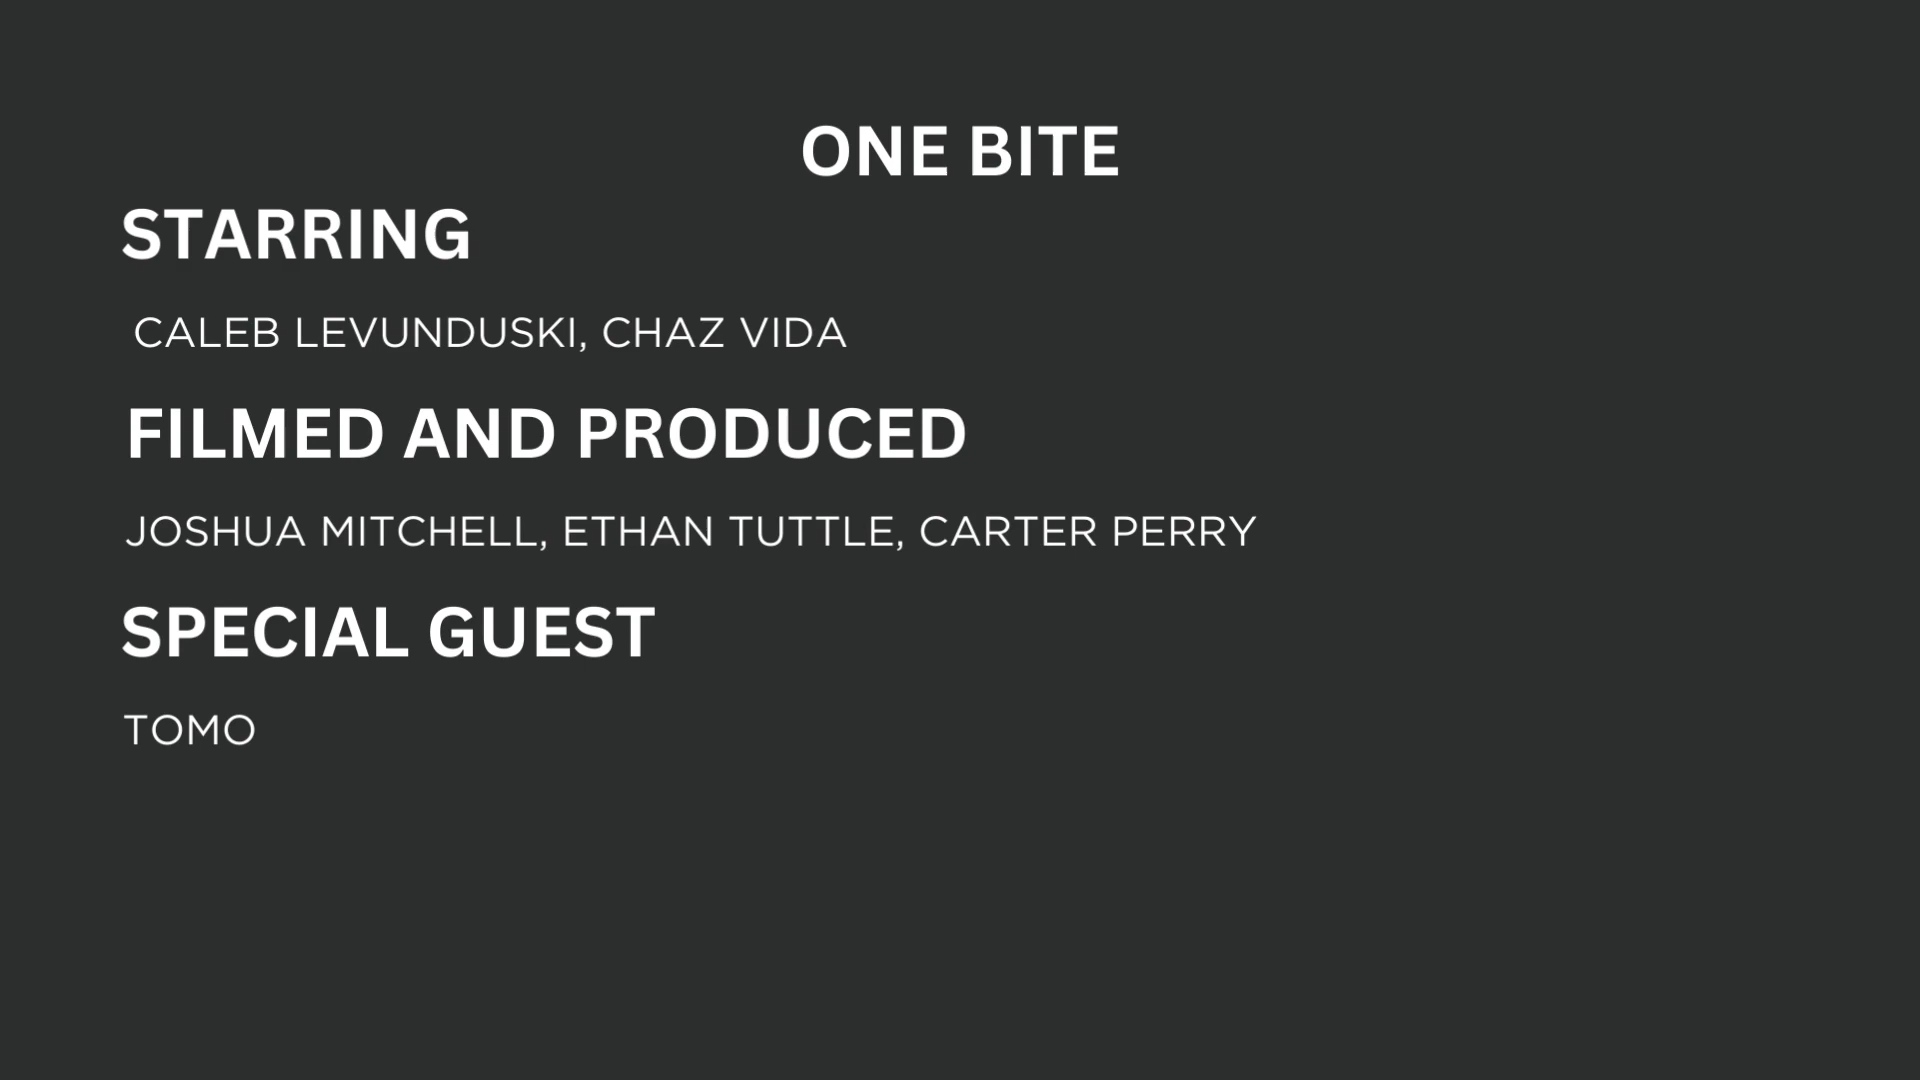 ONE BITE
STARRING
CALEB LEVUNDUSKI, CHAZ VIDA
FILMED AND PRODUCED
JOSHUA MITCHELL, ETHAN TUTTLE, CARTER PERRY
SPECIAL GUEST
TOMO